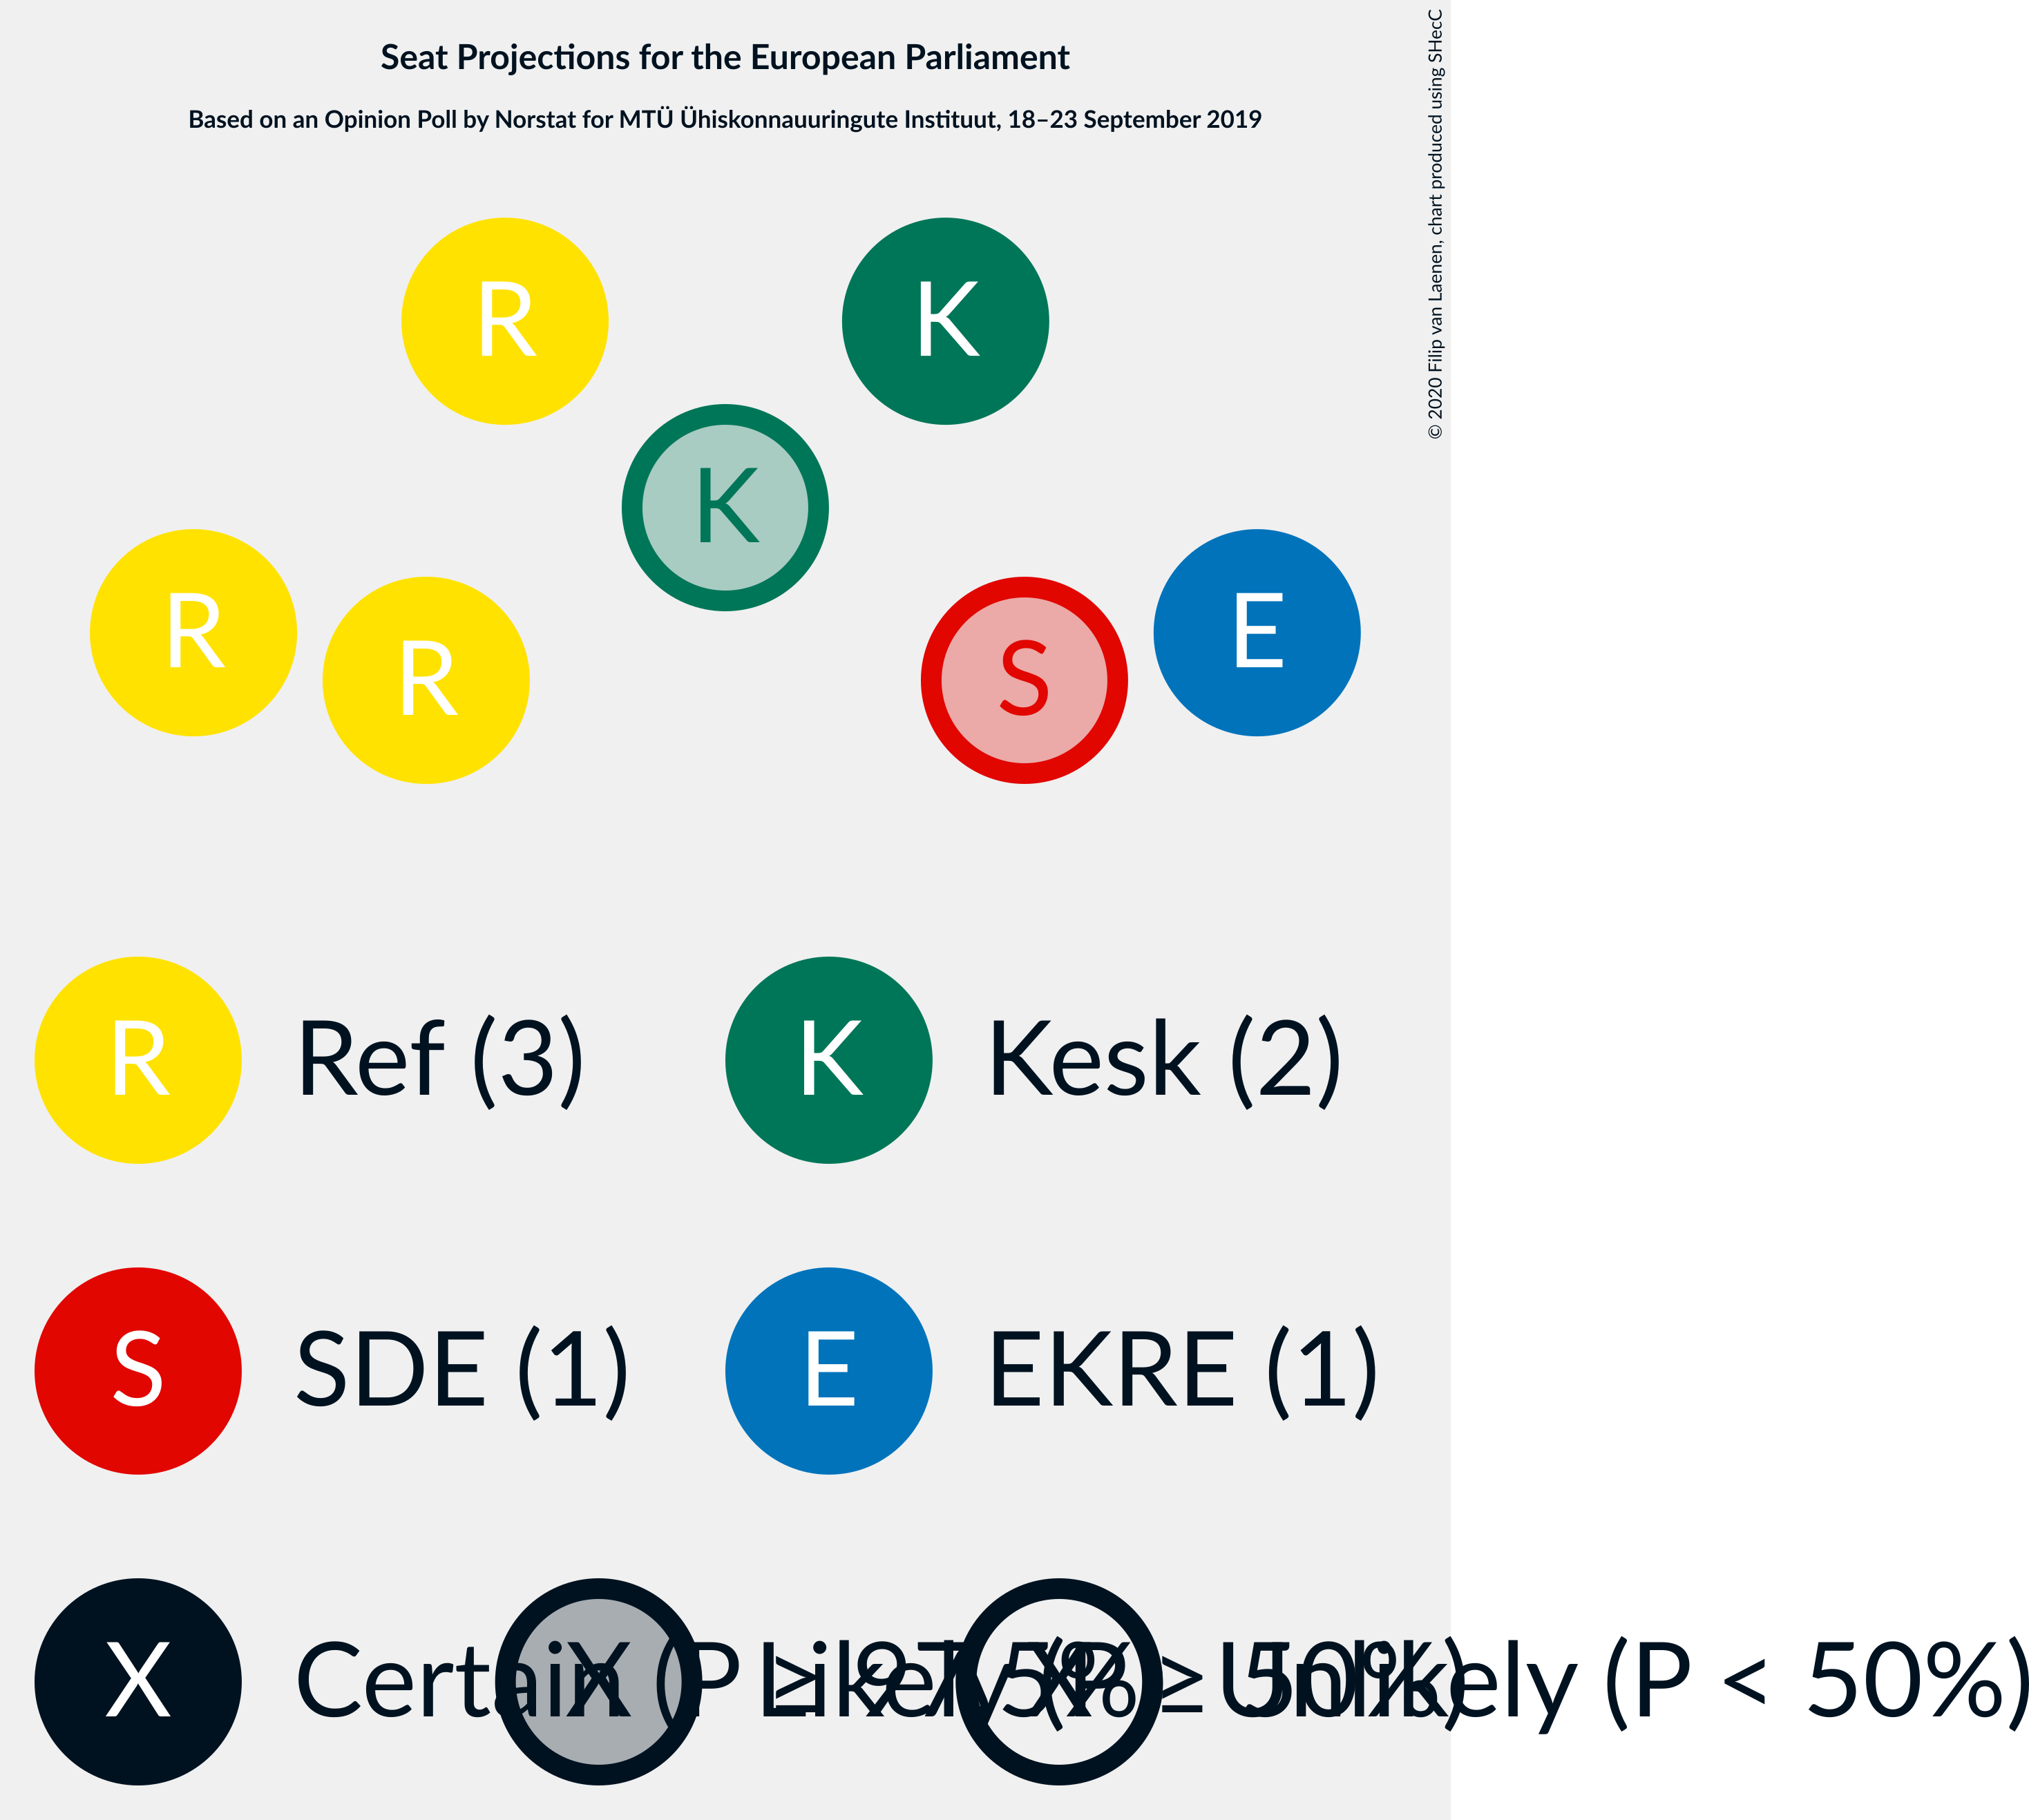 Seat Projections for the European Parliament
Based on an Opinion Poll by Norstat for MTÜ Ühiskonnauuringute Instituut, 18–23 September 2019
© 2020 Filip van Laenen, chart produced using SHecC
R
K
K
R
E
R
S
R Ref (3)
K Kesk (2)
S SDE (1)
E EKRE (1)
X Certain (P ≥ 95%)
X Likely (P ≥ 50%)
X Unlikely (P < 50%)